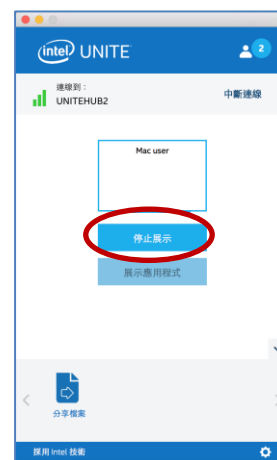 intel UNITE
2
連線到：
UNITEHUB2
中斷連線
Mac user
停止展示
展示應用程式
分享檔案
採用 Intel 技術